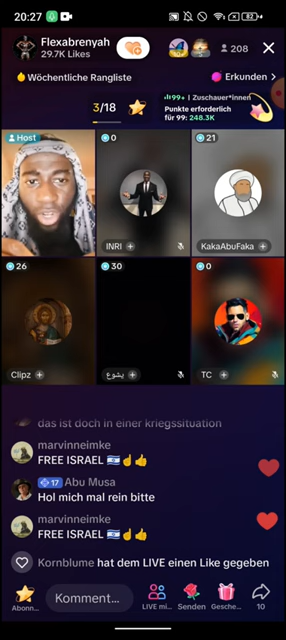 20:27
82
Flexabrenyah
29.7K Likes
208
Wöchentliche Rangliste
Erkunden >
3/18
99+ | Zuschauer*innen
Punkte erforderlich
für 99: 248.3K
Host
0
INRI
21
KakaAbuFaka
26
Clipz
30
يشوع
0
TC
das ist doch in einer kriegssituation
marvinneimke
FREE ISRAEL 🇮🇱☝️👍
17 Abu Musa
Hol mich mal rein bitte
marvinneimke
FREE ISRAEL 🇮🇱☝️👍
Kornblume hat dem LIVE einen Like gegeben
Komment...
Abonn...
LIVE mi...
Senden
Gesche...
10